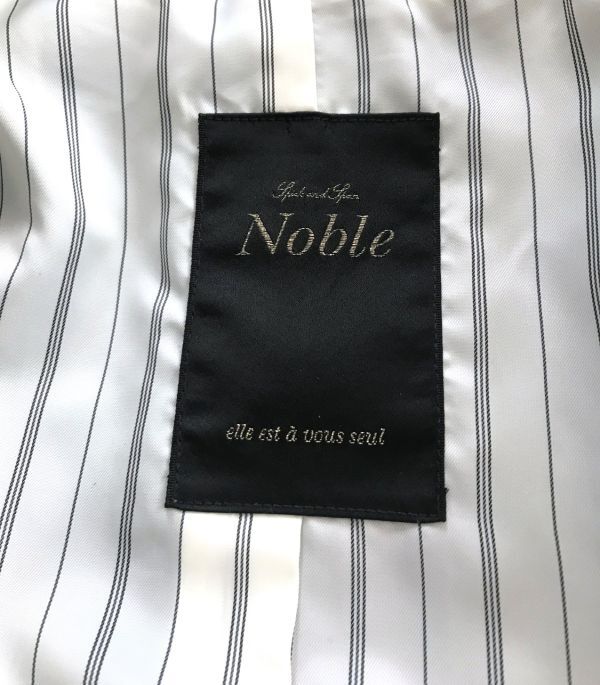 Spick and Span
Noble
elle est à vous seul